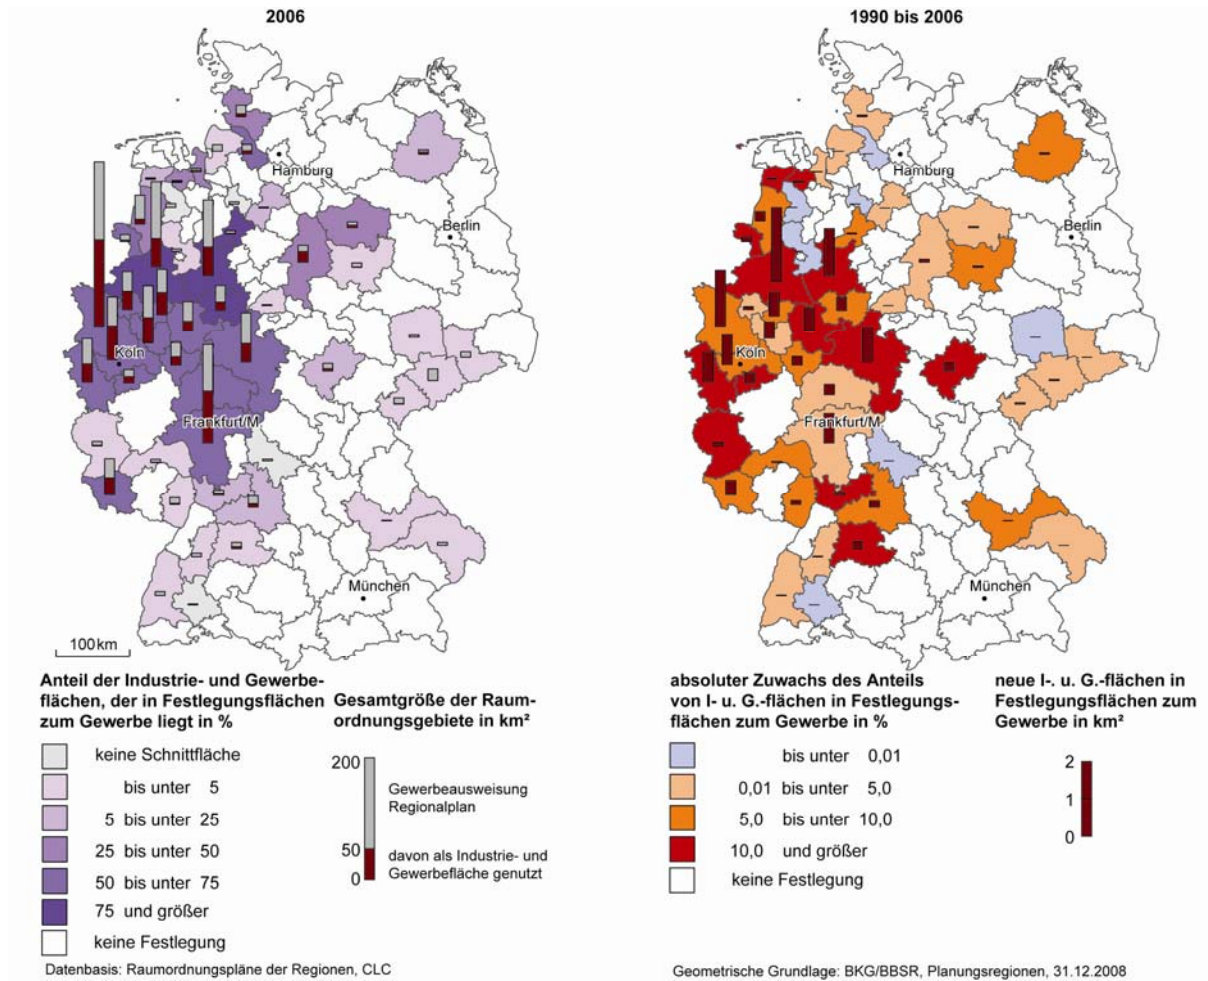 2006
1990 bis 2006
Hamburg
Berlin
Köln
Frankfurt/M
München
100 km
Hamburg
Berlin
Köln
Frankfurt/M
München
Anteil der Industrie- und Gewerbe-
flächen, der in Festlegungsflächen
zum Gewerbe liegt in %
keine Schnittfläche
bis unter 5
5 bis unter 25
25 bis unter 50
50 bis unter 75
75 und größer
keine Festlegung
Gesamtgröße der Raum-
ordnungsgebiete in km²
200
50
0
Gewerbeausweisung
Regionalplan
davon als Industrie- und
Gewerbefläche genutzt
absoluter Zuwachs des Anteils
von I- u. G.-flächen in Festlegungs-
flächen zum Gewerbe in %
bis unter 0,01
0,01 bis unter 5,0
5,0 bis unter 10,0
10,0 und größer
keine Festlegung
neue I-. u. G.-flächen in
Festlegungsflächen zum
Gewerbe in km²
2
1
0
Datenbasis: Raumordnungspläne der Regionen, CLC
Geometrische Grundlage: BKG/BBSR, Planungsregionen, 31.12.2008